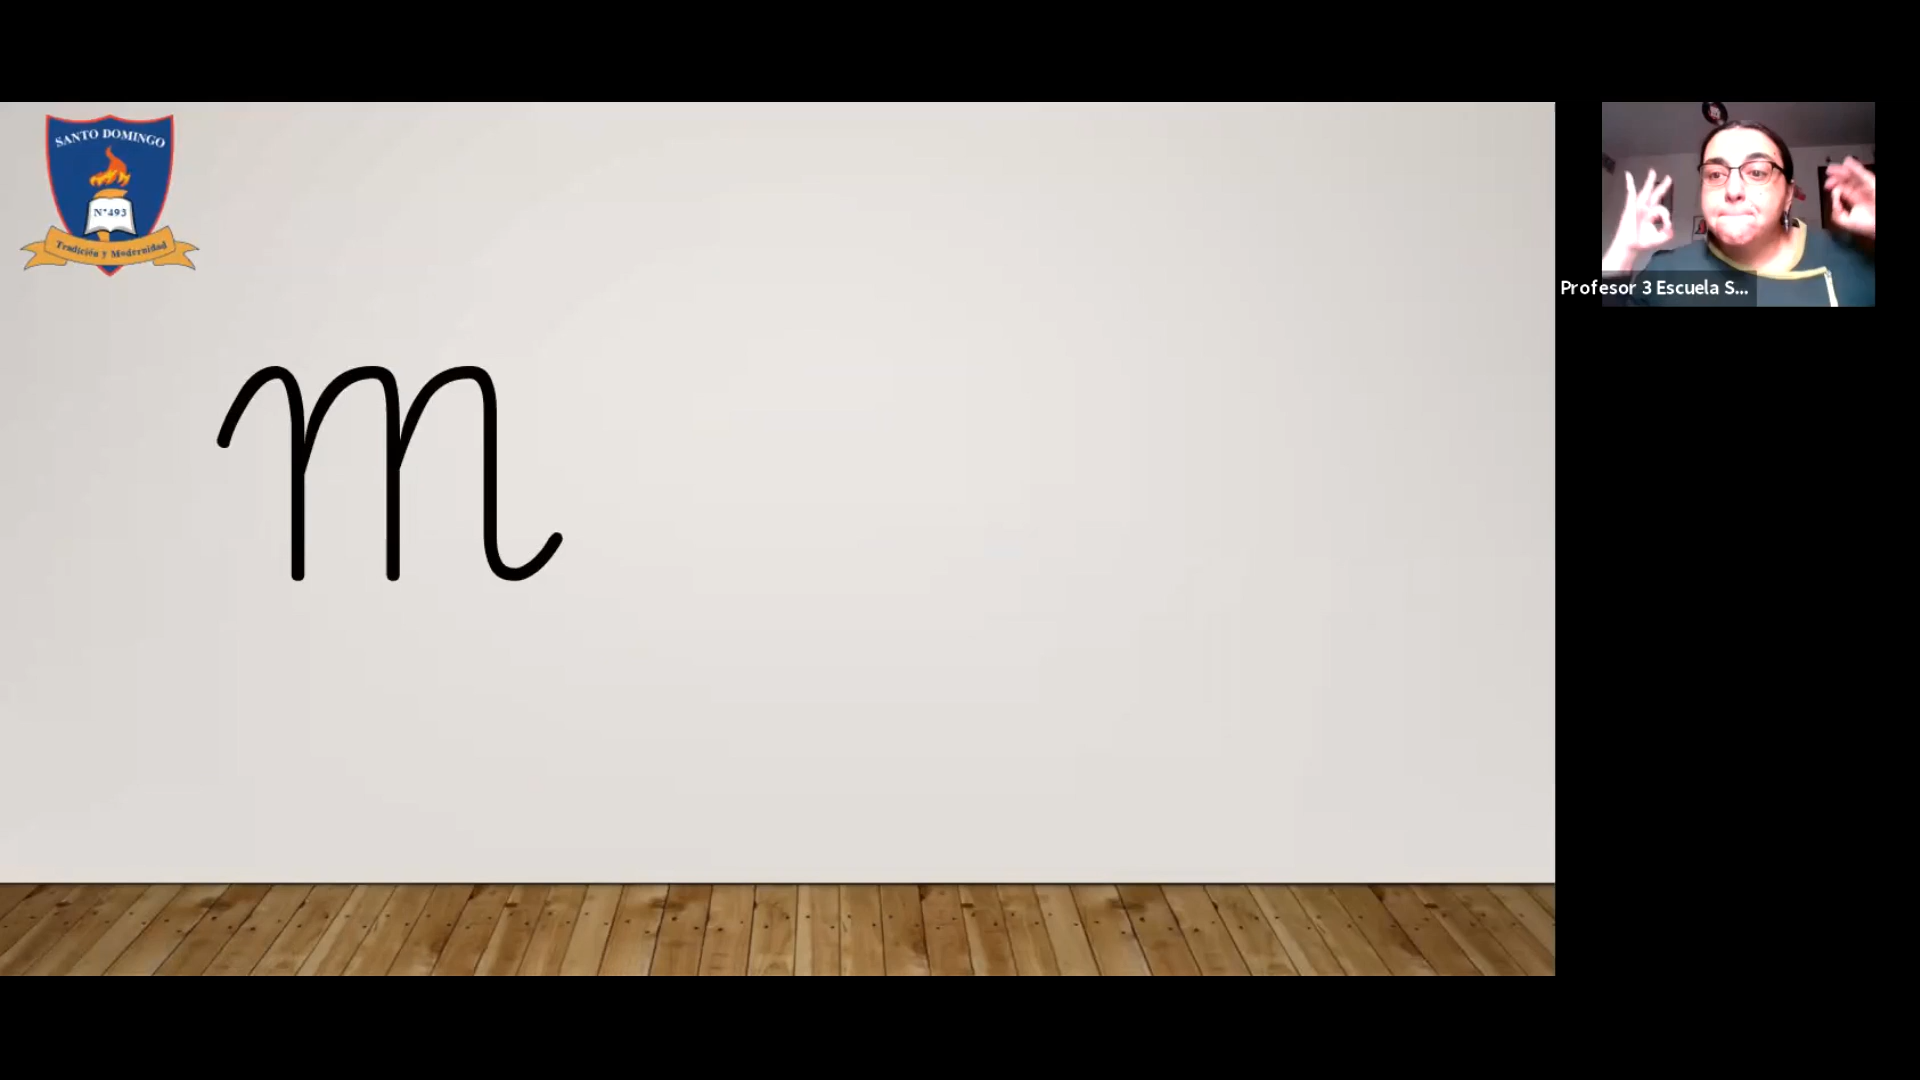 SANTO DOMINGO
N°493
Tradición y Modernidad
m
Profesor 3 Escuela S...